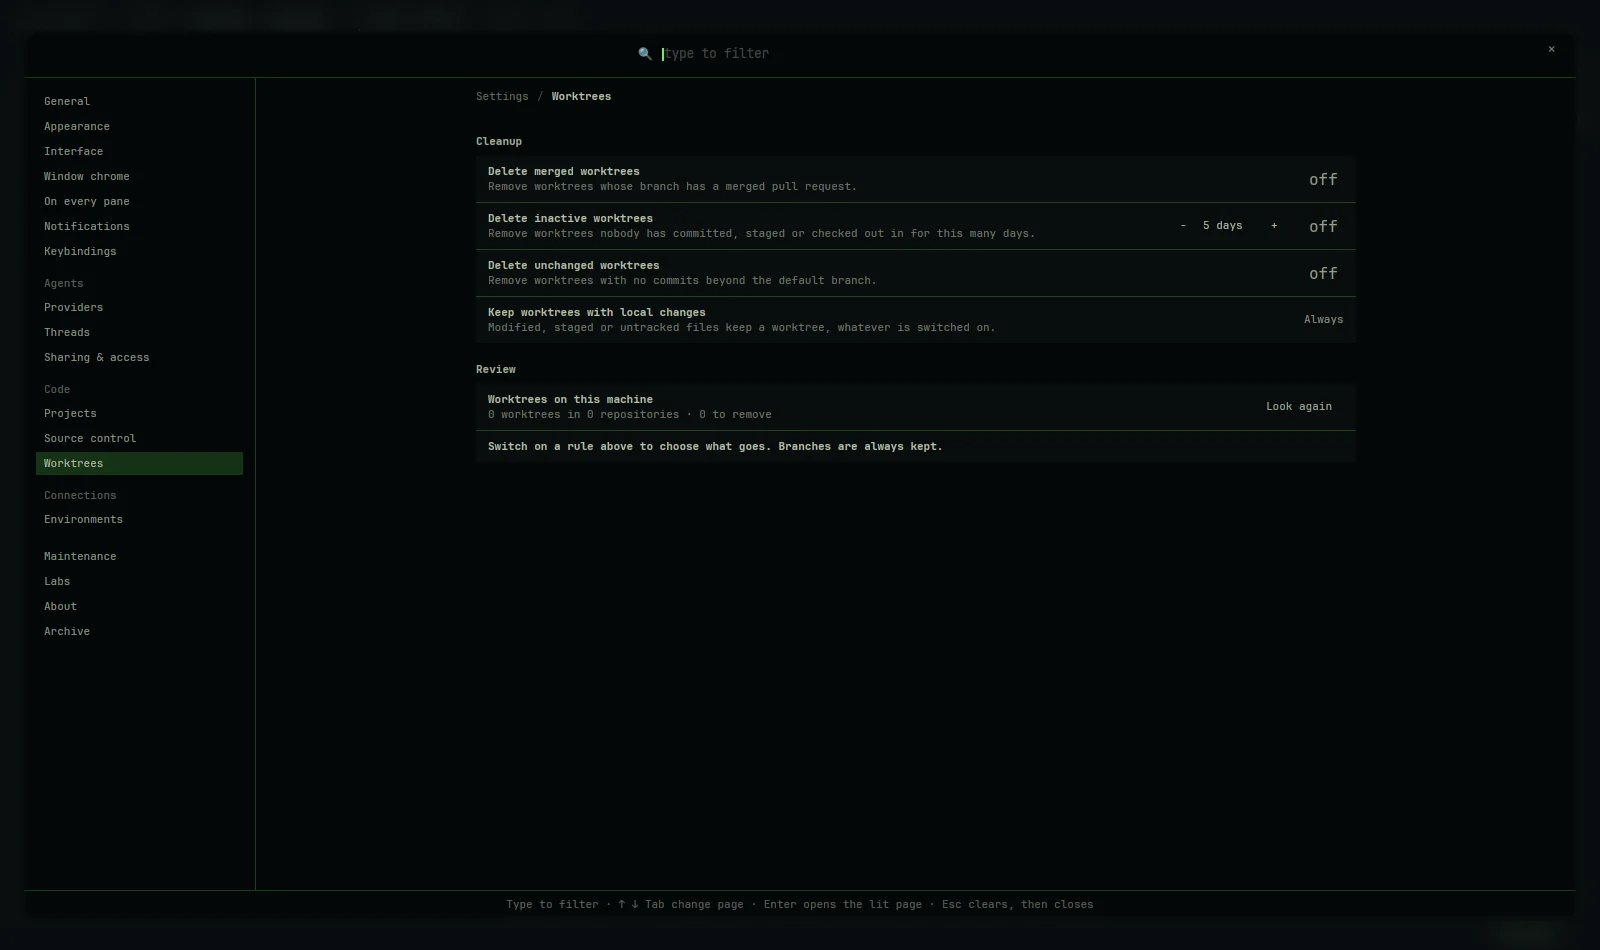 🔍 type to filter
×
General
Appearance
Interface
Window chrome
On every pane
Notifications
Keybindings
Agents
Providers
Threads
Sharing & access
Code
Projects
Source control
Worktrees
Connections
Environments
Maintenance
Labs
About
Archive
Settings / Worktrees
Cleanup
Delete merged worktrees
Remove worktrees whose branch has a merged pull request.
off
Delete inactive worktrees
Remove worktrees nobody has committed, staged or checked out in for this many days.
- 5 days + off
Delete unchanged worktrees
Remove worktrees with no commits beyond the default branch.
off
Keep worktrees with local changes
Modified, staged or untracked files keep a worktree, whatever is switched on.
Always
Review
Worktrees on this machine
0 worktrees in 0 repositories · 0 to remove
Look again
Switch on a rule above to choose what goes. Branches are always kept.
Type to filter · ↑ ↓ Tab change page · Enter opens the lit page · Esc clears, then closes